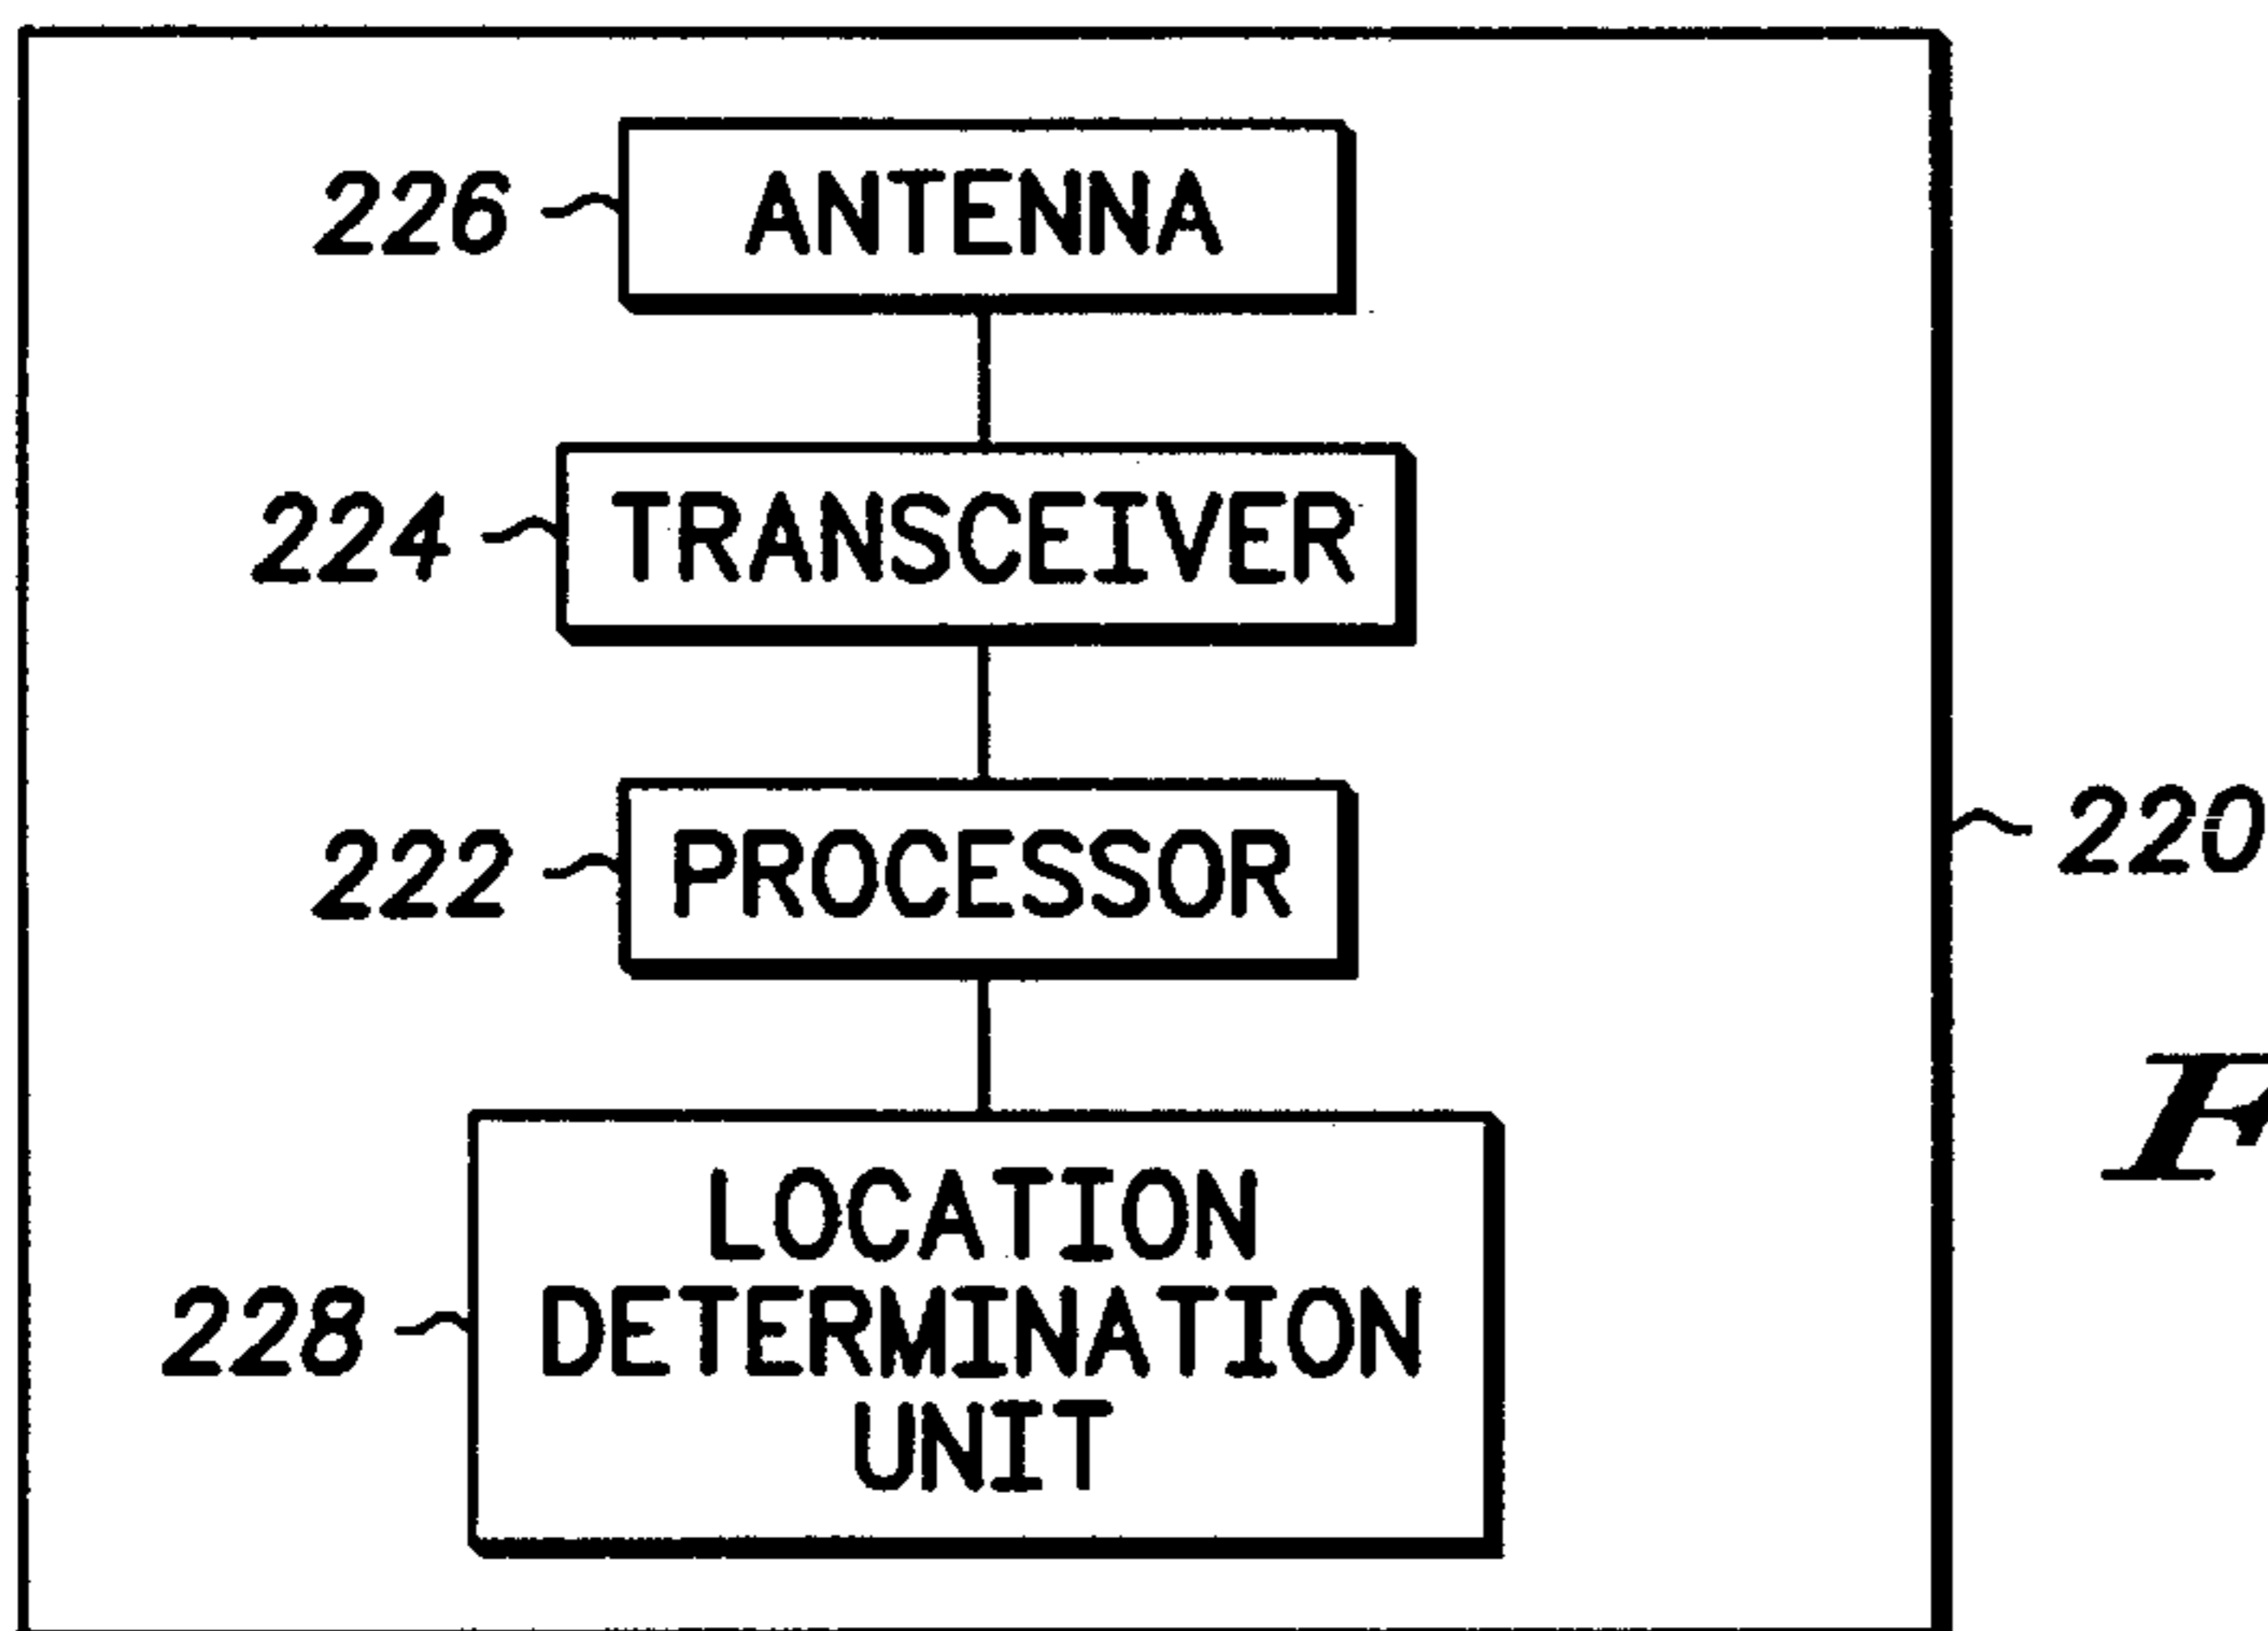 226 ANTENNA
224 TRANSCEIVER
222 PROCESSOR
220
F
LOCATION
228 DETERMINATION
UNIT